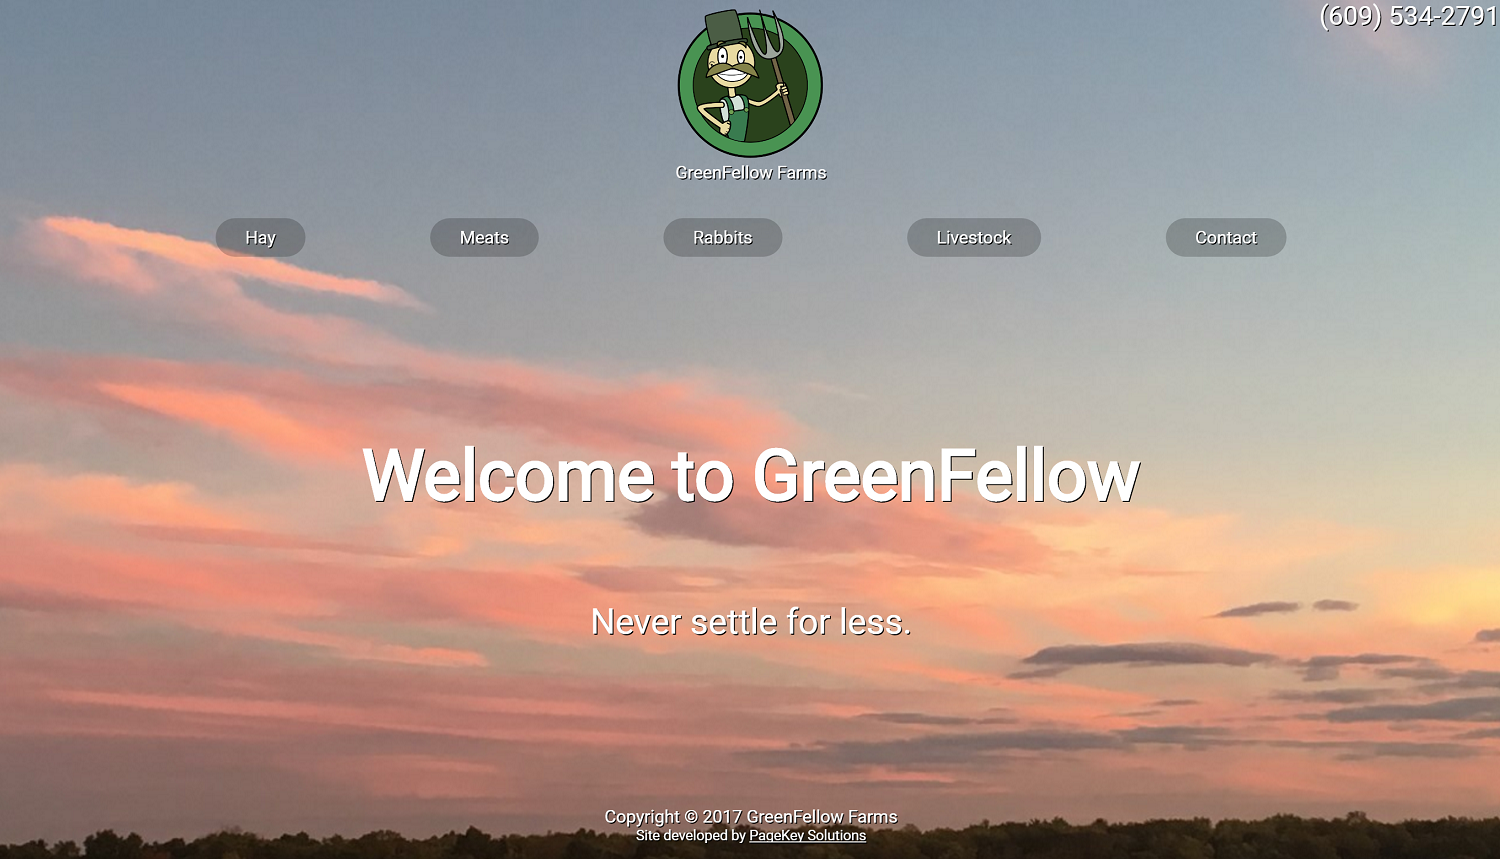 (609) 534-2791
GreenFellow Farms
Hay Meats Rabbits Livestock Contact
Welcome to GreenFellow
Never settle for less.
Copyright © 2017 GreenFellow Farms
Site developed by PageKey Solutions